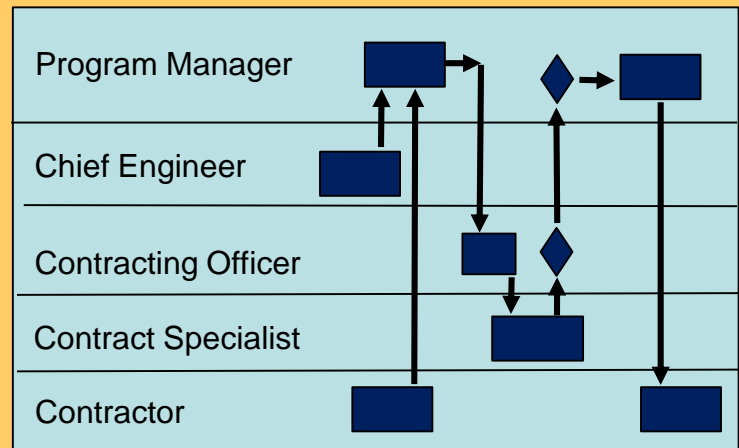 Program Manager
Chief Engineer
Contracting Officer
Contract Specialist
Contractor